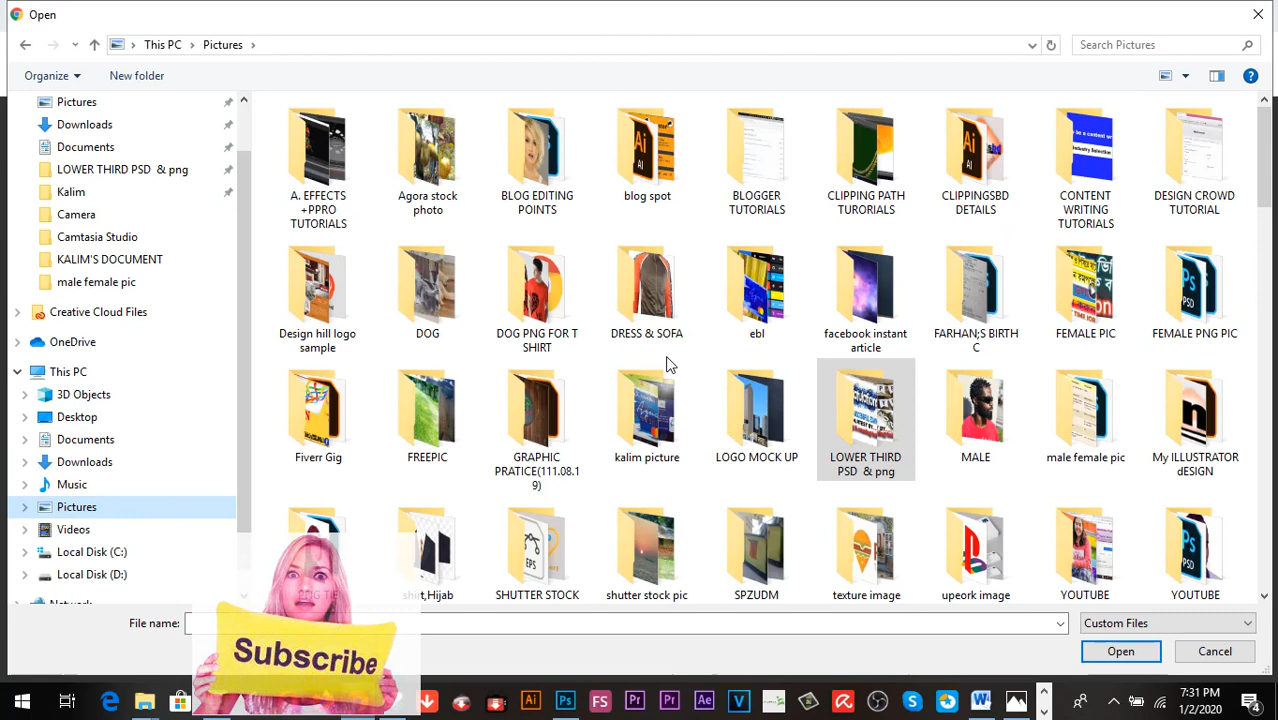 Open
This PC
Pictures
Search Pictures
Organize
New folder
Pictures
Downloads
Documents
LOWER THIRD PSD & png
Kalim
Camera
Camtasia Studio
KALIM'S DOCUMENT
male female pic
Creative Cloud Files
OneDrive
This PC
3D Objects
Desktop
Documents
Downloads
Music
Pictures
Videos
Local Disk (C:)
Local Disk (D:)
A. EFFECTS
+PPRO
TUTORIALS
Agora stock
photo
BLOG EDITING
POINTS
blog spot
BLOGGER
TUTORIALS
CLIPPING PATH
TURORIALS
CLIPPINGSBD
DETAILS
CONTENT
WRITING
TUTORIALS
DESIGN CROWD
TUTORIAL
Design hill logo
sample
DOG
DOG PNG FOR T
SHIRT
DRESS & SOFA
ebl
facebook instant
article
FARHAN;S BIRTH
C
FEMALE PIC
FEMALE PNG PIC
Fiverr Gig
FREEPIC
GRAPHIC
PRATICE(111.08.1
9)
kalim picture
LOGO MOCK UP
LOWER THIRD
PSD & png
MALE
male female pic
My ILLUSTRATOR
dESIGN
shirt,Hijab
SHUTTER STOCK
shutter stock pic
SPZUDM
texture image
upeork image
YOUTUBE
YOUTUBE
File name:
Custom Files
Open
Cancel
Subscribe
7:31 PM
1/2/2020